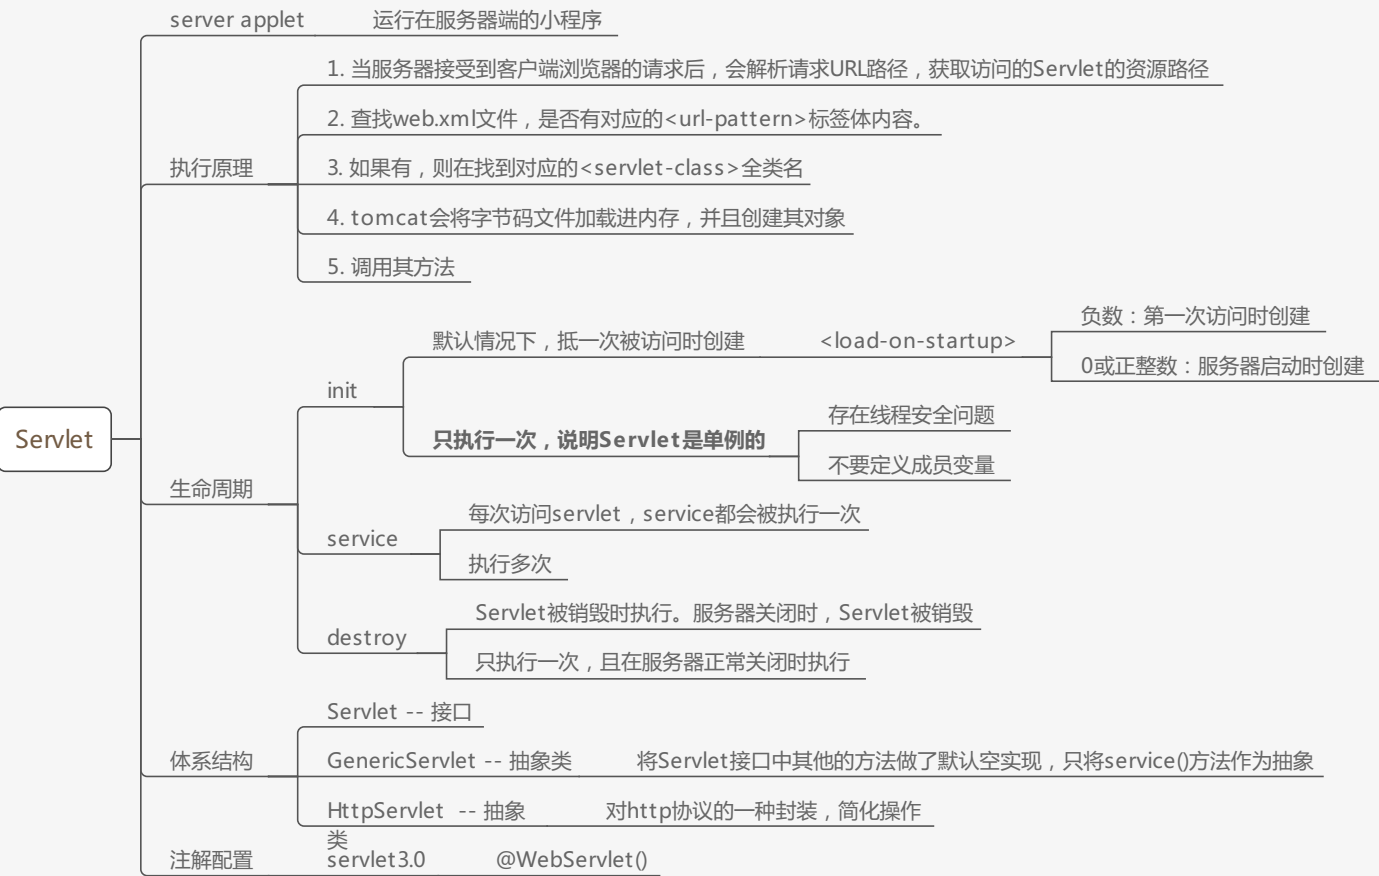 server applet 运行在服务器端的小程序
1. 当服务器接受到客户端浏览器的请求后，会解析请求URL路径，获取访问的Servlet的资源路径
2. 查找web.xml文件，是否有对应的<url-pattern>标签体内容。
执行原理 3. 如果有，则在找到对应的<servlet-class>全类名
4. tomcat会将字节码文件加载进内存，并且创建其对象
5. 调用其方法
负数：第一次访问时创建
默认情况下，抵一次被访问时创建 <load-on-startup>
0或正整数：服务器启动时创建
init
存在线程安全问题
Servlet 只执行一次，说明Servlet是单例的
不要定义成员变量
生命周期
每次访问servlet，service都会被执行一次
service
执行多次
Servlet被销毁时执行。服务器关闭时，Servlet被销毁
destroy
只执行一次，且在服务器正常关闭时执行
Servlet -- 接口
体系结构 GenericServlet -- 抽象类 将Servlet接口中其他的方法做了默认空实现，只将service()方法作为抽象
HttpServlet -- 抽象 对http协议的一种封装，简化操作
类
注解配置 servlet3.0 @WebServlet()